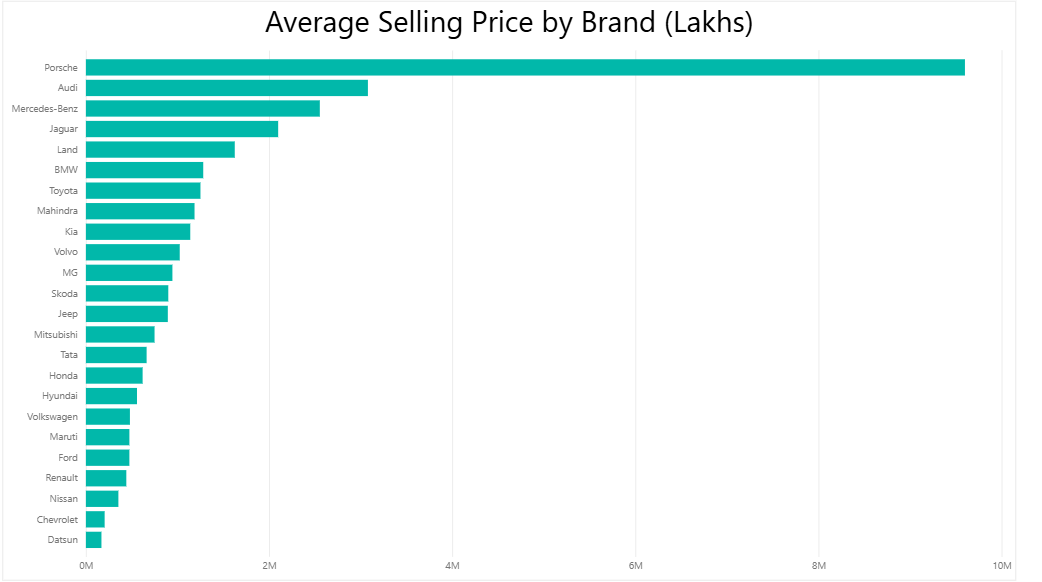 Average Selling Price by Brand (Lakhs)
Porsche
Audi
Mercedes-Benz
Jaguar
Land
BMW
Toyota
Mahindra
Kia
Volvo
MG
Skoda
Jeep
Mitsubishi
Tata
Honda
Hyundai
Volkswagen
Maruti
Ford
Renault
Nissan
Chevrolet
Datsun
0M 2M 4M 6M 8M 10M